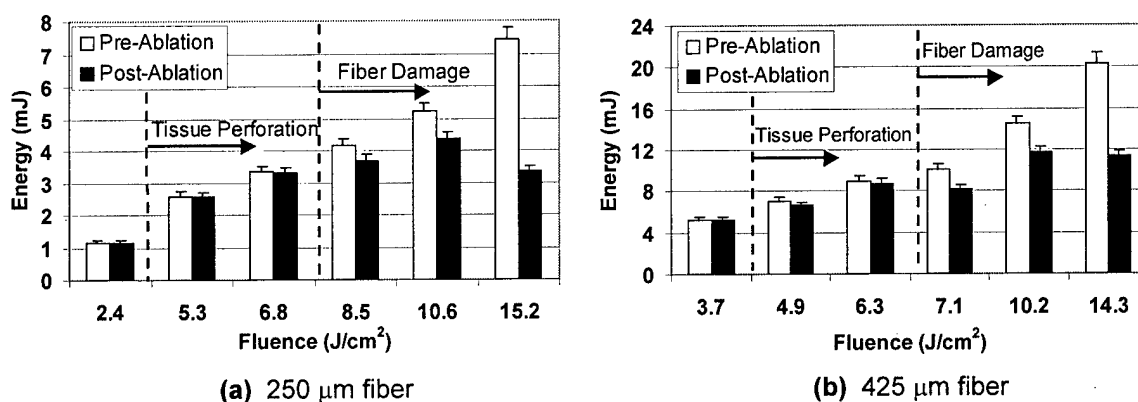 8
7
6
5
4
3
2
1
0
Energy (mJ)
Pre-Ablation
Post-Ablation
Fiber Damage
Tissue Perforation
2.4 5.3 6.8 8.5 10.6 15.2
Fluence (J/cm²)
(a) 250 μm fiber
24
20
16
12
8
4
0
Energy (mJ)
Pre-Ablation
Post-Ablation
Fiber Damage
Tissue Perforation
3.7 4.9 6.3 7.1 10.2 14.3
Fluence (J/cm²)
(b) 425 μm fiber